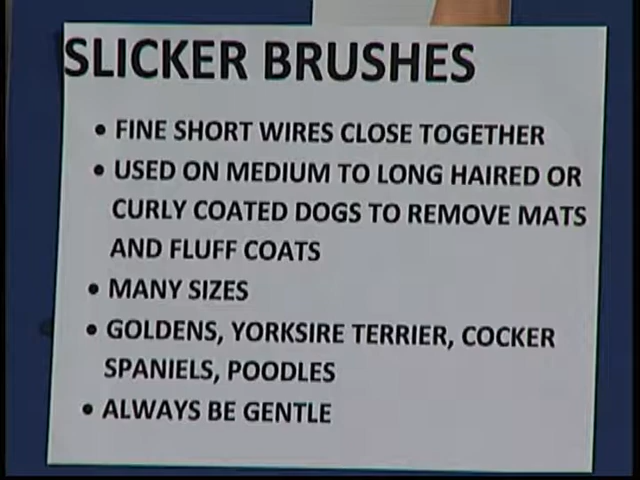 SLICKER BRUSHES
• FINE SHORT WIRES CLOSE TOGETHER
• USED ON MEDIUM TO LONG HAIRED OR
CURLY COATED DOGS TO REMOVE MATS
AND FLUFF COATS
• MANY SIZES
• GOLDENS, YORKSIRE TERRIER, COCKER
SPANIELS, POODLES
• ALWAYS BE GENTLE